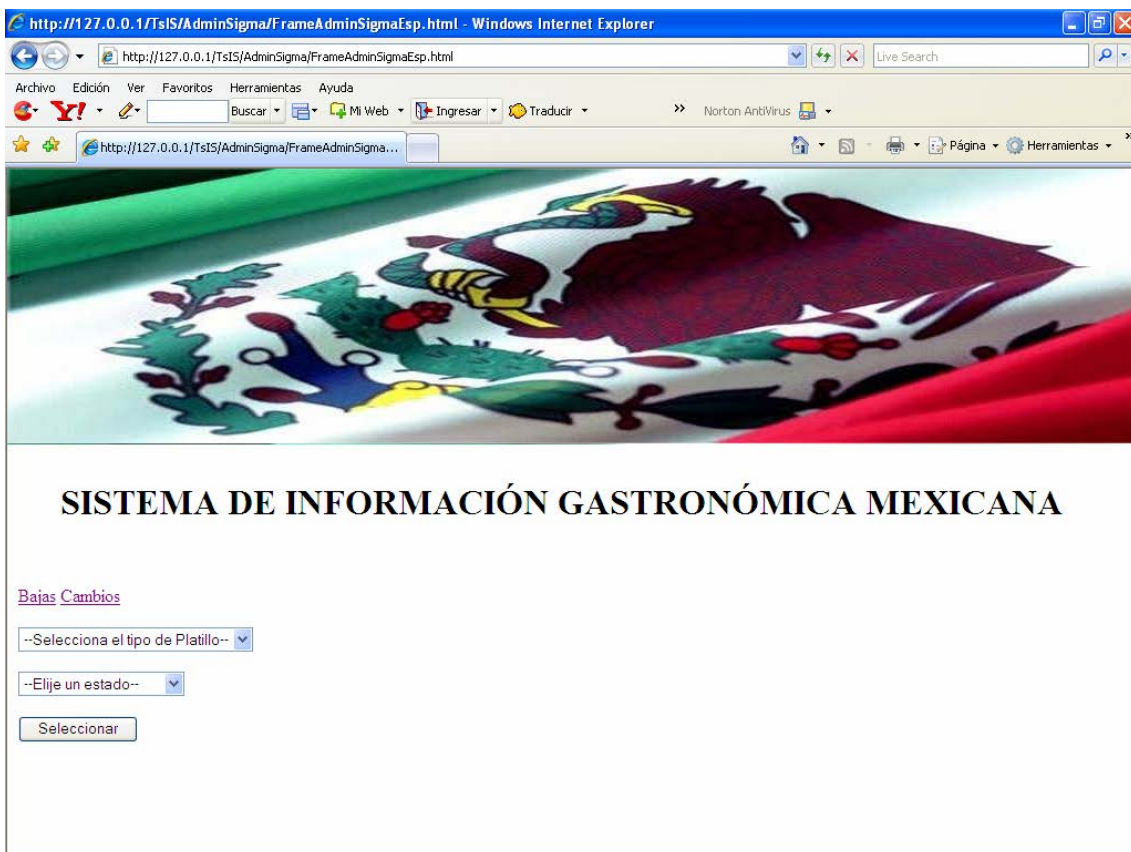 http://127.0.0.1/TsIS/AdminSigma/FrameAdminSigmaEsp.html - Windows Internet Explorer
http://127.0.0.1/TsIS/AdminSigma/FrameAdminSigmaEsp.html Live Search
Archivo Edición Ver Favoritos Herramientas Ayuda
Y! Buscar Mi Web Ingresar Traducir >> Norton AntiVirus
http://127.0.0.1/TsIS/AdminSigma/FrameAdminSigma... Página Herramientas »
SISTEMA DE INFORMACIÓN GASTRONÓMICA MEXICANA
Bajas Cambios
--Selecciona el tipo de Platillo--
--Elije un estado--
Seleccionar